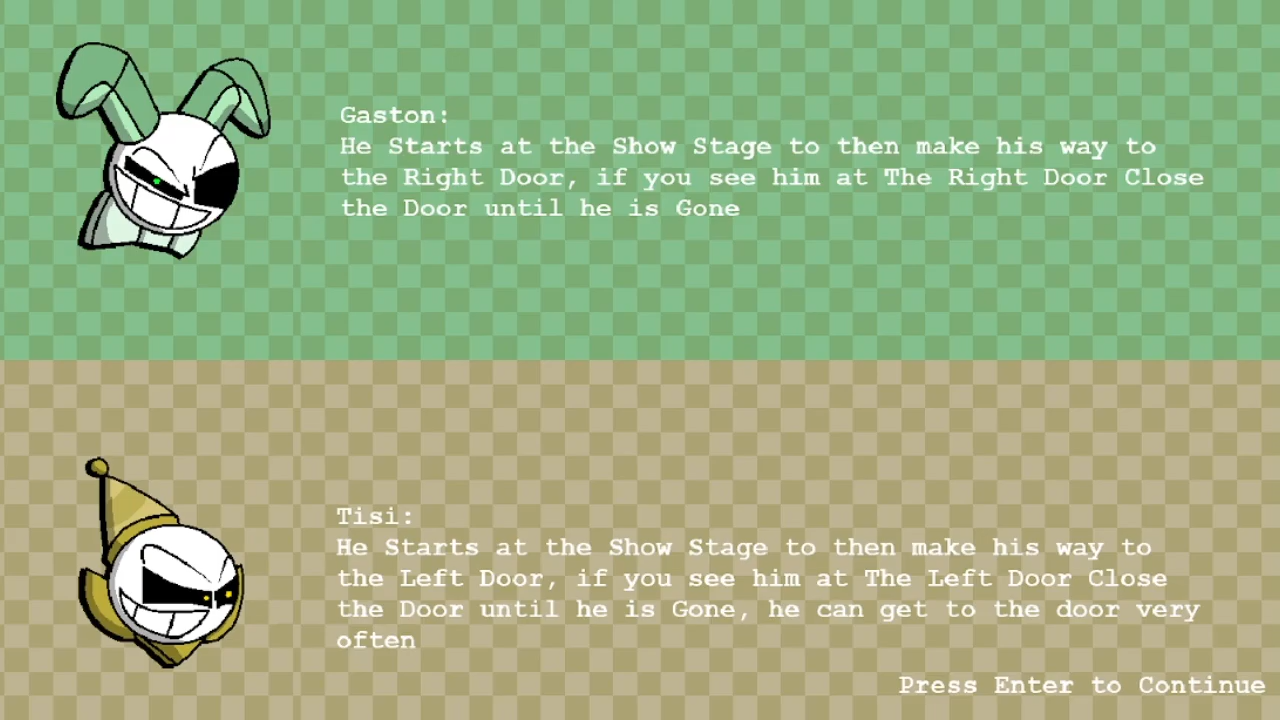 Gaston:
He Starts at the Show Stage to then make his way to
the Right Door, if you see him at The Right Door Close
the Door until he is Gone
Tisi:
He Starts at the Show Stage to then make his way to
the Left Door, if you see him at The Left Door Close
the Door until he is Gone, he can get to the door very
often
Press Enter to Continue